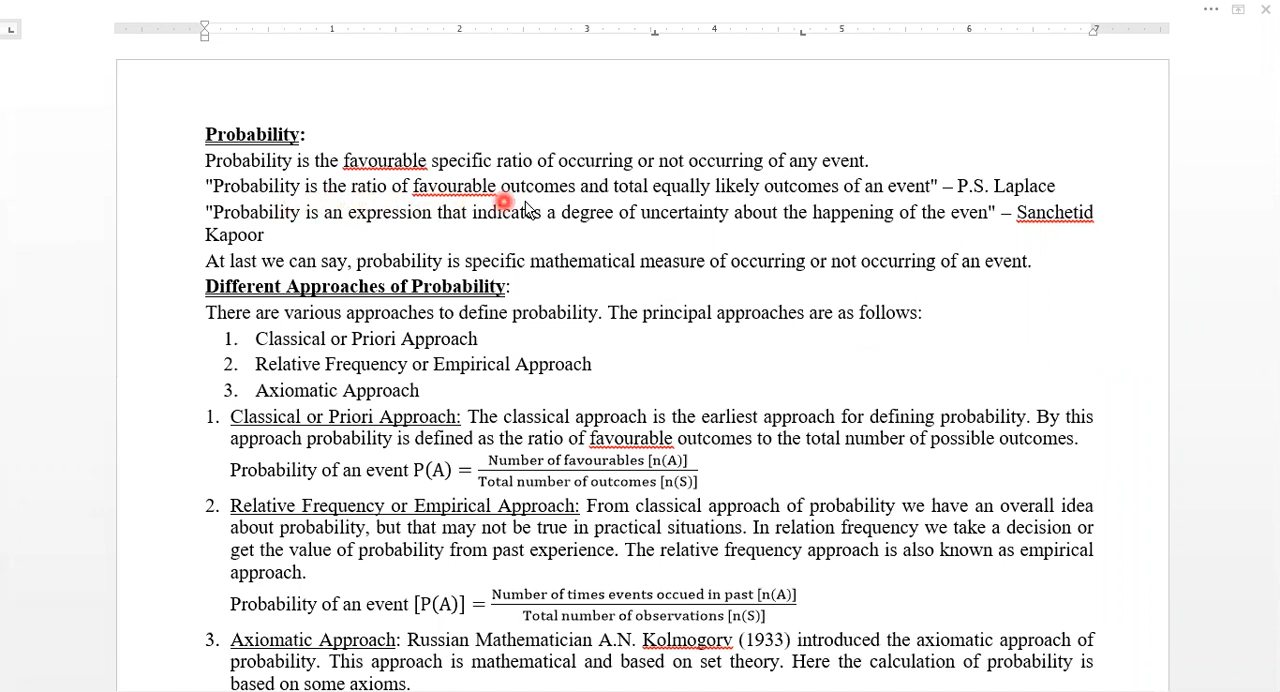 1 2 3 4 5 6 7
Probability:
Probability is the favourable specific ratio of occurring or not occurring of any event.
"Probability is the ratio of favourable outcomes and total equally likely outcomes of an event" – P.S. Laplace
"Probability is an expression that indicates a degree of uncertainty about the happening of the even" – Sanchetid
Kapoor
At last we can say, probability is specific mathematical measure of occurring or not occurring of an event.
Different Approaches of Probability:
There are various approaches to define probability. The principal approaches are as follows:
1. Classical or Priori Approach
2. Relative Frequency or Empirical Approach
3. Axiomatic Approach
1. Classical or Priori Approach: The classical approach is the earliest approach for defining probability. By this
approach probability is defined as the ratio of favourable outcomes to the total number of possible outcomes.
Probability of an event P(A) = Number of favourables [n(A)]
Total number of outcomes [n(S)]
2. Relative Frequency or Empirical Approach: From classical approach of probability we have an overall idea
about probability, but that may not be true in practical situations. In relation frequency we take a decision or
get the value of probability from past experience. The relative frequency approach is also known as empirical
approach.
Probability of an event [P(A)] = Number of times events occued in past [n(A)]
Total number of observations [n(S)]
3. Axiomatic Approach: Russian Mathematician A.N. Kolmogorv (1933) introduced the axiomatic approach of
probability. This approach is mathematical and based on set theory. Here the calculation of probability is
based on some axioms.